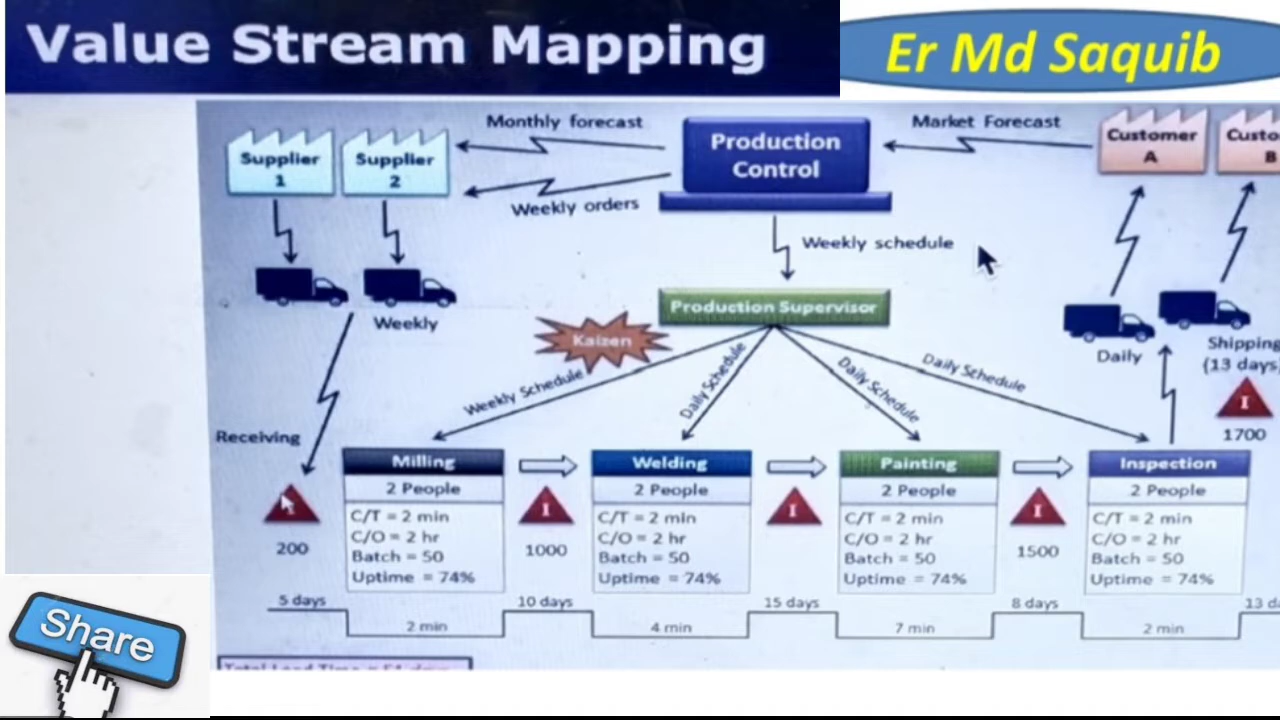 Value Stream Mapping
Er Md Saquib
Monthly forecast
Market Forecast
Supplier
1
Supplier
2
Production
Control
Customer
A
Custo
B
Weekly orders
Weekly schedule
Production Supervisor
Weekly
Kaizen
Daily
Shipping
(13 days)
Weekly Schedule
Daily Schedule
Daily Schedule
Daily Schedule
I
1700
Receiving
Milling
2 People
C/T = 2 min
C/O = 2 hr
Batch = 50
Uptime = 74%
Welding
2 People
C/T = 2 min
C/O = 2 hr
Batch = 50
Uptime = 74%
Painting
2 People
C/T = 2 min
C/O = 2 hr
Batch = 50
Uptime = 74%
Inspection
2 People
C/T = 2 min
C/O = 2 hr
Batch = 50
Uptime = 74%
200
I
1000
I
I
1500
5 days
10 days
15 days
8 days
13 d
2 min
4 min
7 min
2 min
Share